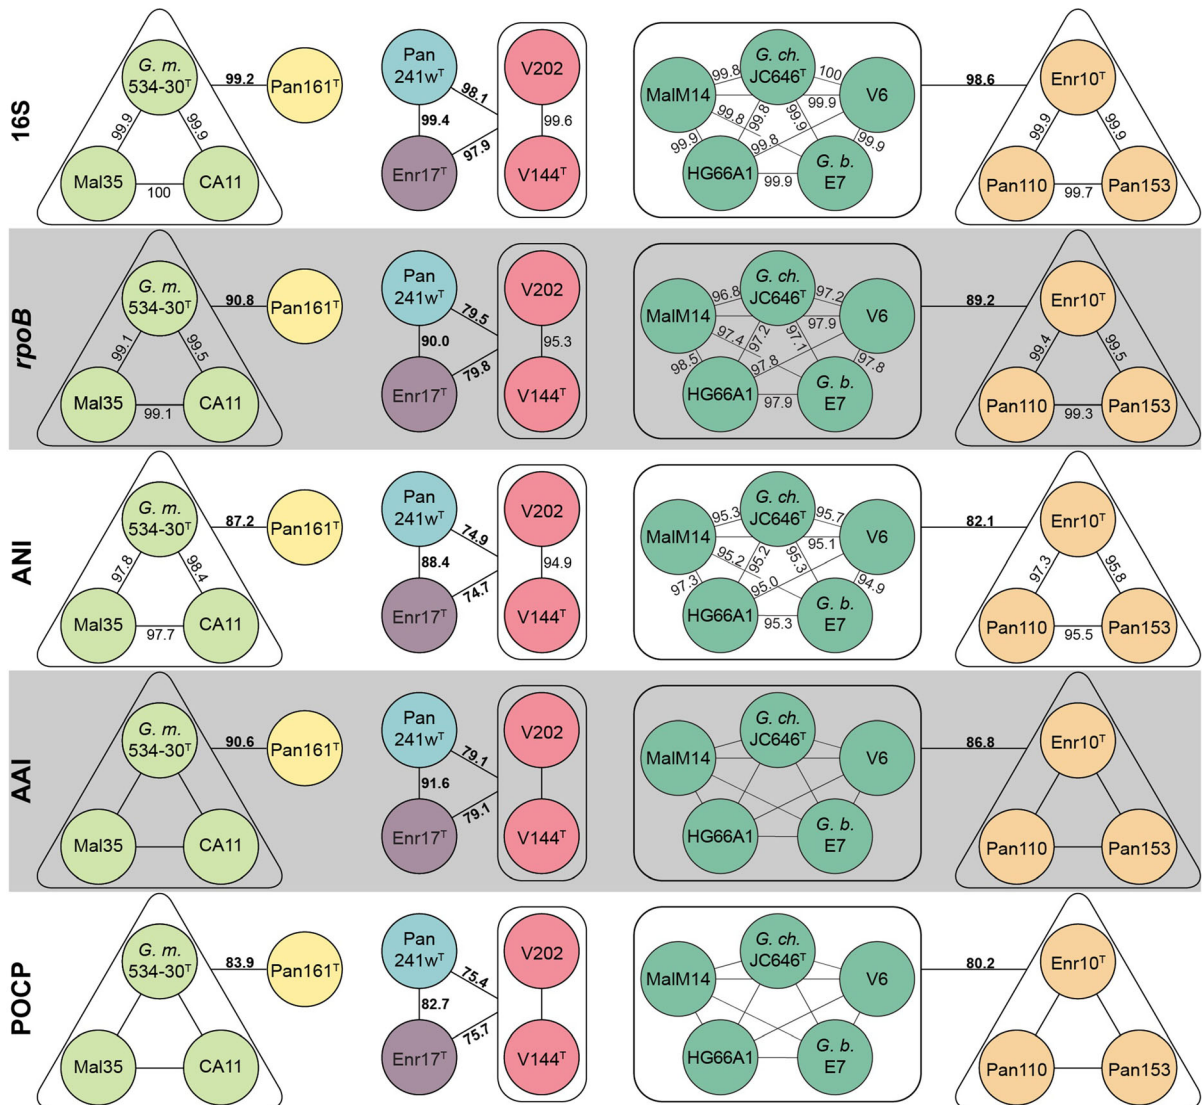 16S
G. m.
534-30ᵀ
99.2
Pan161ᵀ
99.9
99.9
Mal35
100
CA11
Pan
241wᵀ
98.1
99.4
97.9
Enr17ᵀ
V202
99.6
V144ᵀ
G. ch.
JC646ᵀ
MalM14
99.8
100
V6
99.9
99.8
99.8
99.9
99.9
99.8
99.9
HG66A1
99.9
G. b.
E7
98.6
Enr10ᵀ
99.9
99.9
Pan110
99.7
Pan153
rpoB
G. m.
534-30ᵀ
90.8
Pan161ᵀ
99.1
99.5
Mal35
99.1
CA11
Pan
241wᵀ
79.5
90.0
79.8
Enr17ᵀ
V202
95.3
V144ᵀ
G. ch.
JC646ᵀ
MalM14
96.8
97.2
V6
97.9
97.4
97.2
97.1
98.5
97.8
97.8
HG66A1
97.9
G. b.
E7
89.2
Enr10ᵀ
99.4
99.5
Pan110
99.3
Pan153
ANI
G. m.
534-30ᵀ
87.2
Pan161ᵀ
97.8
98.4
Mal35
97.7
CA11
Pan
241wᵀ
74.9
88.4
74.7
Enr17ᵀ
V202
94.9
V144ᵀ
G. ch.
JC646ᵀ
MalM14
95.3
95.7
V6
95.1
95.2
95.2
95.3
97.3
95.0
94.9
HG66A1
95.3
G. b.
E7
82.1
Enr10ᵀ
97.3
95.8
Pan110
95.5
Pan153
AAI
G. m.
534-30ᵀ
90.6
Pan161ᵀ
Mal35
CA11
Pan
241wᵀ
79.1
91.6
79.1
Enr17ᵀ
V202
V144ᵀ
G. ch.
JC646ᵀ
MalM14
V6
HG66A1
G. b.
E7
86.8
Enr10ᵀ
Pan110
Pan153
POCP
G. m.
534-30ᵀ
83.9
Pan161ᵀ
Mal35
CA11
Pan
241wᵀ
75.4
82.7
75.7
Enr17ᵀ
V202
V144ᵀ
G. ch.
JC646ᵀ
MalM14
V6
HG66A1
G. b.
E7
80.2
Enr10ᵀ
Pan110
Pan153